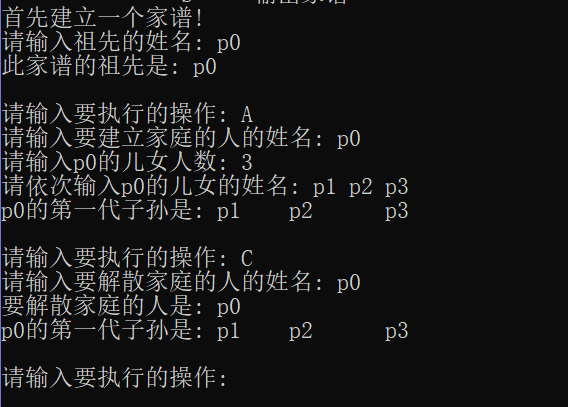 首先建立一个家谱!
请输入祖先的姓名: p0
此家谱的祖先是: p0
请输入要执行的操作: A
请输入要建立家庭的人的姓名: p0
请输入p0的儿女人数: 3
请依次输入p0的儿女的姓名: p1 p2 p3
p0的第一代子孙是: p1    p2      p3
请输入要执行的操作: C
请输入要解散家庭的人的姓名: p0
要解散家庭的人是: p0
p0的第一代子孙是: p1    p2      p3
请输入要执行的操作: